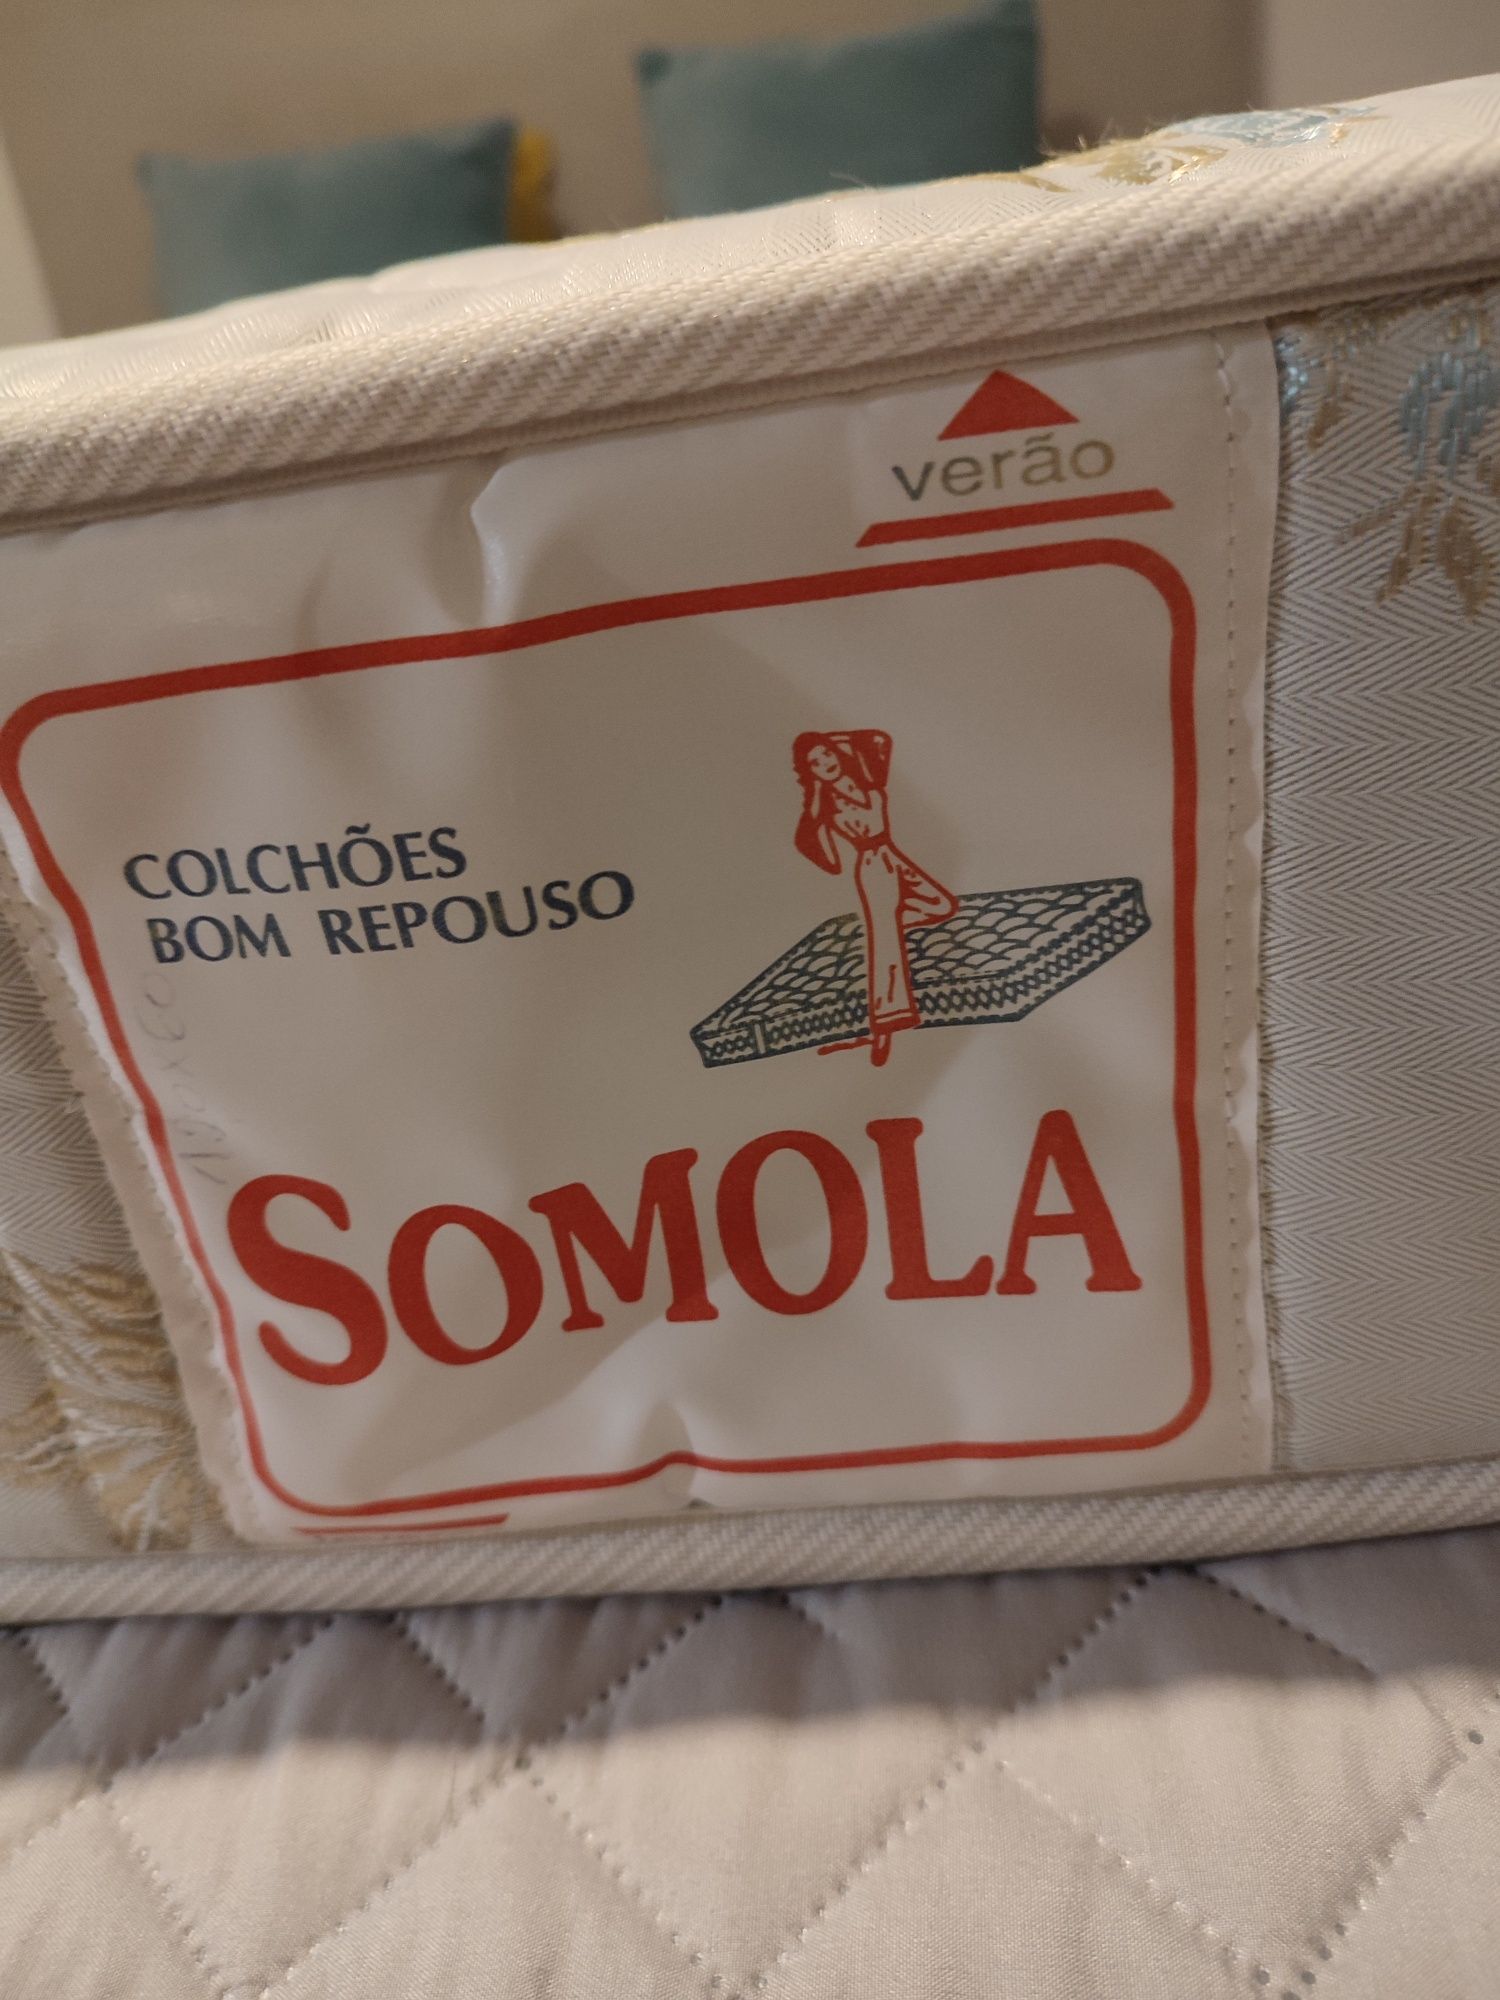 verão
COLCHÕES
BOM REPOUSO
SOMOLA